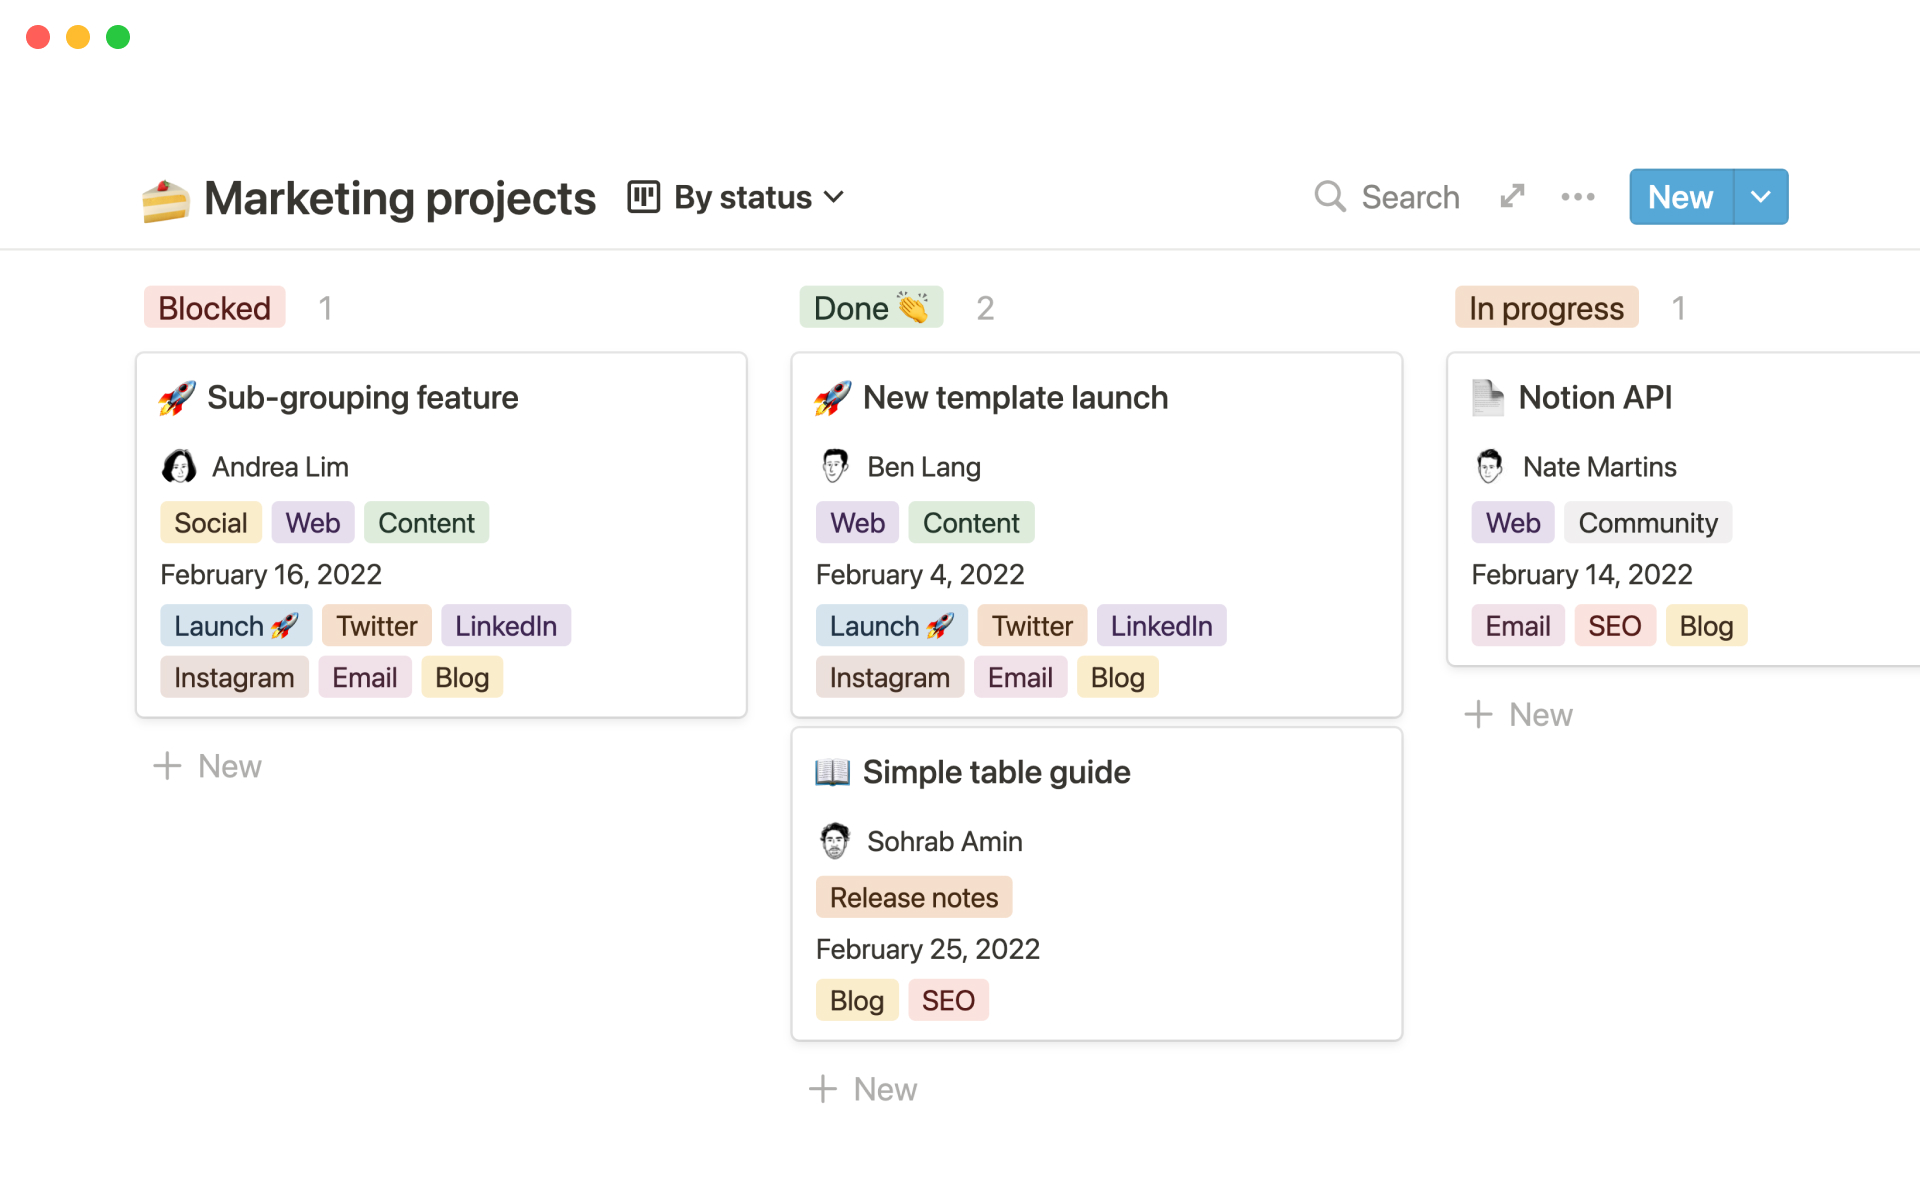 Marketing projects By status Search New
Blocked 1
Sub-grouping feature
Andrea Lim
Social Web Content
February 16, 2022
Launch 🚀 Twitter LinkedIn
Instagram Email Blog
+ New
Done 👏 2
New template launch
Ben Lang
Web Content
February 4, 2022
Launch 🚀 Twitter LinkedIn
Instagram Email Blog
Simple table guide
Sohrab Amin
Release notes
February 25, 2022
Blog SEO
+ New
In progress 1
Notion API
Nate Martins
Web Community
February 14, 2022
Email SEO Blog
+ New